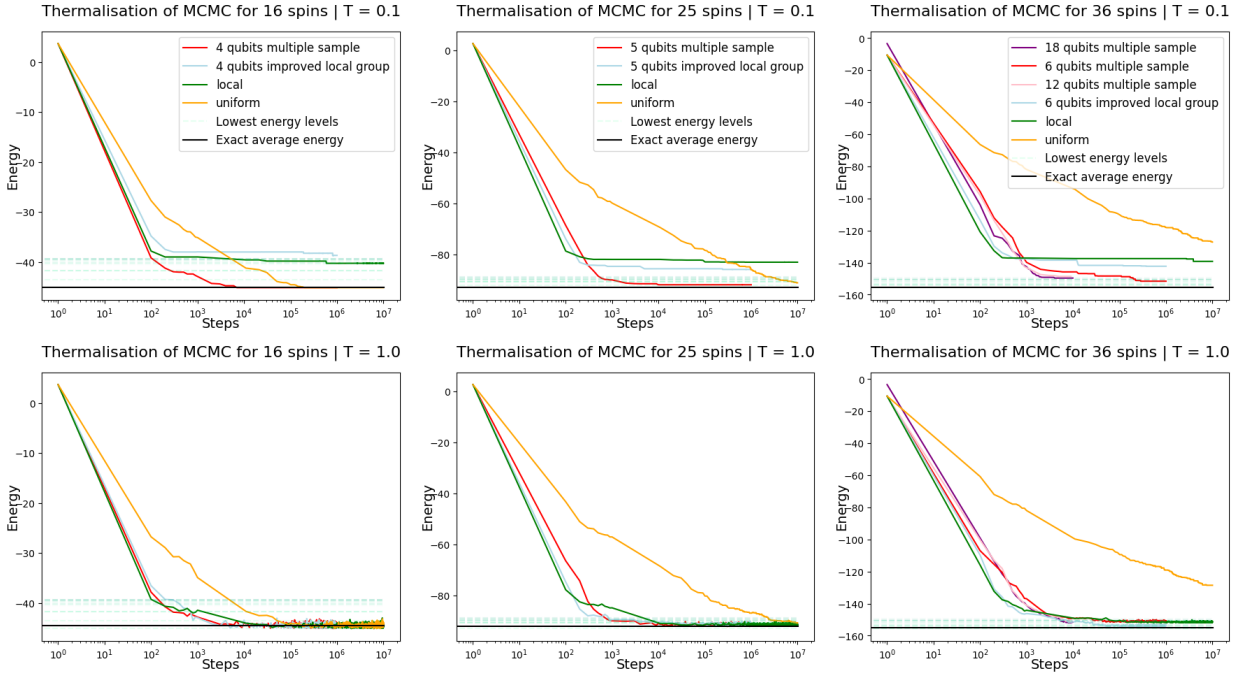 Thermalisation of MCMC for 16 spins | T = 0.1
Energy
0
−10
−20
−30
−40
4 qubits multiple sample
4 qubits improved local group
local
uniform
Lowest energy levels
Exact average energy
10⁰ 10¹ 10² 10³ 10⁴ 10⁵ 10⁶ 10⁷
Steps
Thermalisation of MCMC for 25 spins | T = 0.1
Energy
0
−20
−40
−60
−80
5 qubits multiple sample
5 qubits improved local group
local
uniform
Lowest energy levels
Exact average energy
10⁰ 10¹ 10² 10³ 10⁴ 10⁵ 10⁶ 10⁷
Steps
Thermalisation of MCMC for 36 spins | T = 0.1
Energy
0
−20
−40
−60
−80
−100
−120
−140
−160
18 qubits multiple sample
6 qubits multiple sample
12 qubits multiple sample
6 qubits improved local group
local
uniform
Lowest energy levels
Exact average energy
10⁰ 10¹ 10² 10³ 10⁴ 10⁵ 10⁶ 10⁷
Steps
Thermalisation of MCMC for 16 spins | T = 1.0
Energy
0
−10
−20
−30
−40
10⁰ 10¹ 10² 10³ 10⁴ 10⁵ 10⁶ 10⁷
Steps
Thermalisation of MCMC for 25 spins | T = 1.0
Energy
0
−20
−40
−60
−80
10⁰ 10¹ 10² 10³ 10⁴ 10⁵ 10⁶ 10⁷
Steps
Thermalisation of MCMC for 36 spins | T = 1.0
Energy
0
−20
−40
−60
−80
−100
−120
−140
−160
10⁰ 10¹ 10² 10³ 10⁴ 10⁵ 10⁶ 10⁷
Steps